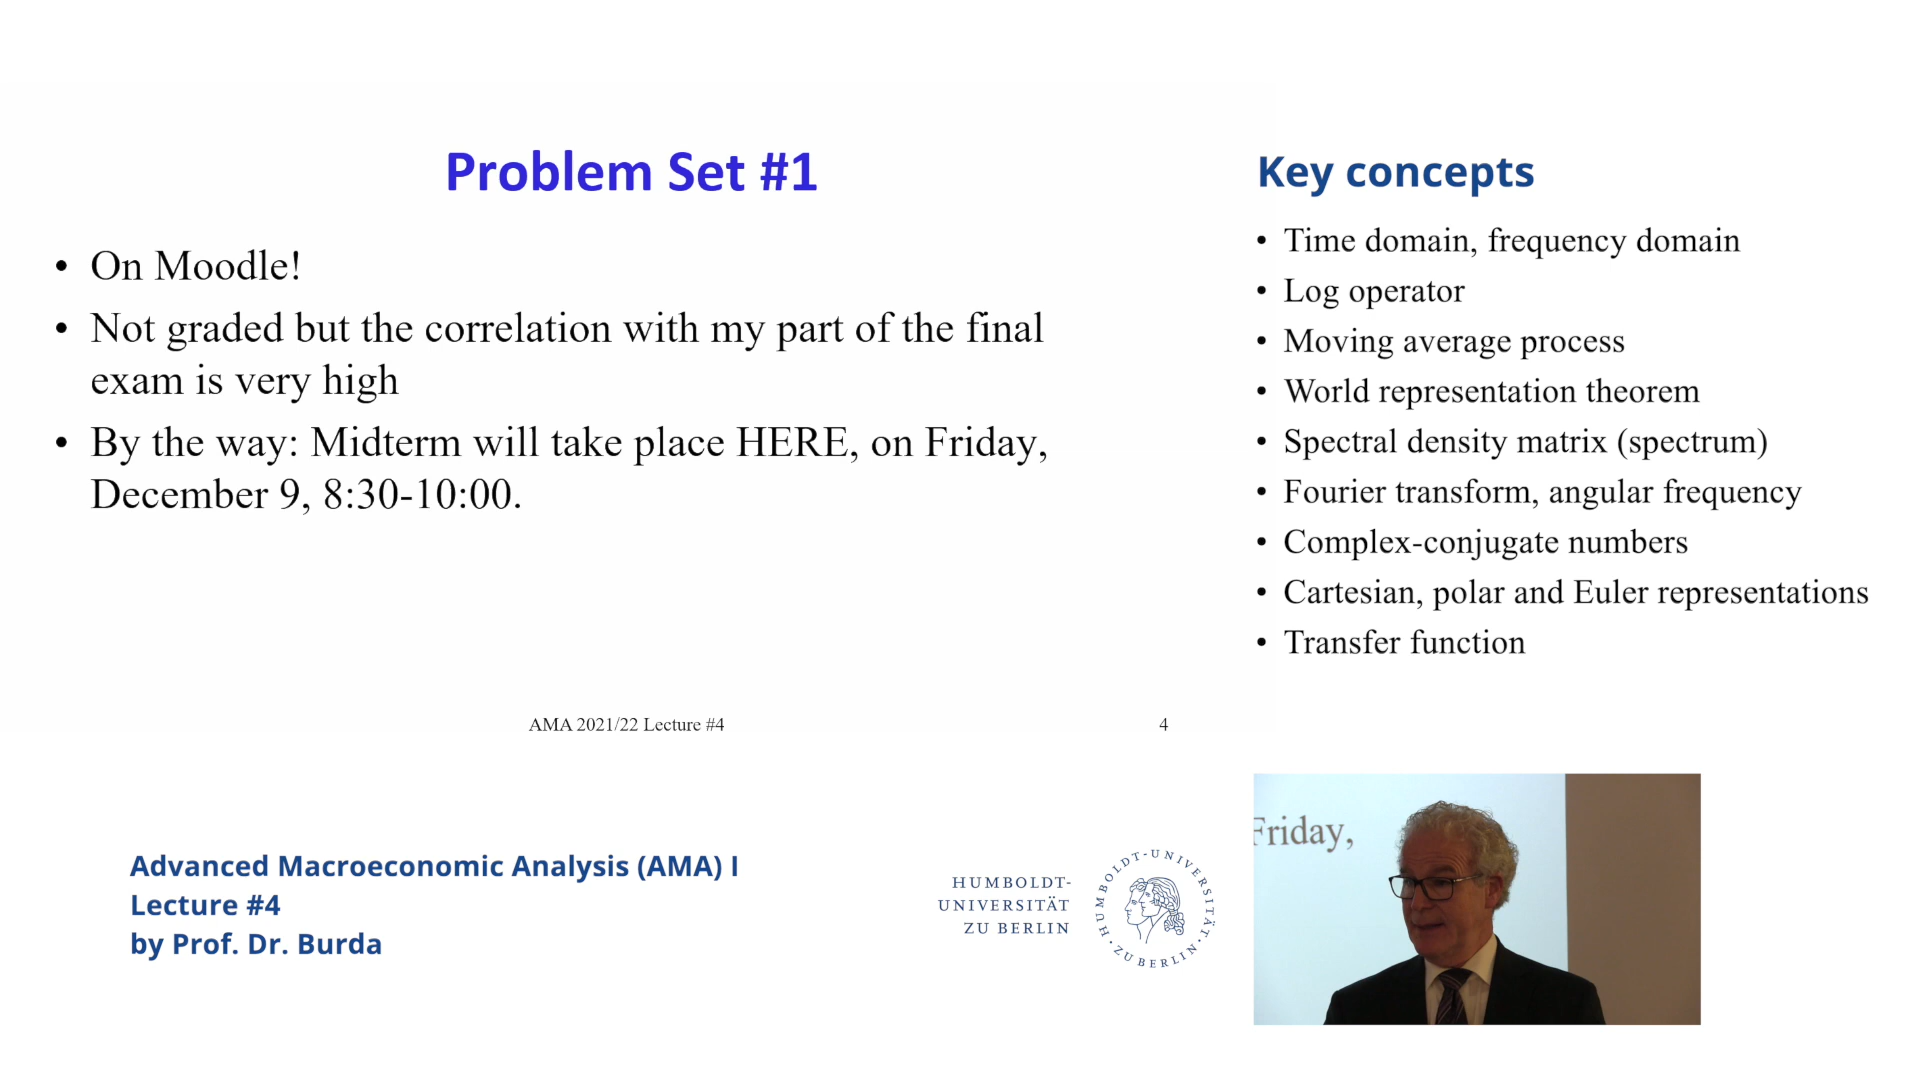 Problem Set #1
• On Moodle!
• Not graded but the correlation with my part of the final
exam is very high
• By the way: Midterm will take place HERE, on Friday,
December 9, 8:30-10:00.
AMA 2021/22 Lecture #4
4
Key concepts
• Time domain, frequency domain
• Log operator
• Moving average process
• World representation theorem
• Spectral density matrix (spectrum)
• Fourier transform, angular frequency
• Complex-conjugate numbers
• Cartesian, polar and Euler representations
• Transfer function
Advanced Macroeconomic Analysis (AMA) I
Lecture #4
by Prof. Dr. Burda
HUMBOLDT-
UNIVERSITÄT
ZU BERLIN
HUMBOLDT-UNIVERSITÄT
· ZU BERLIN ·
Friday,